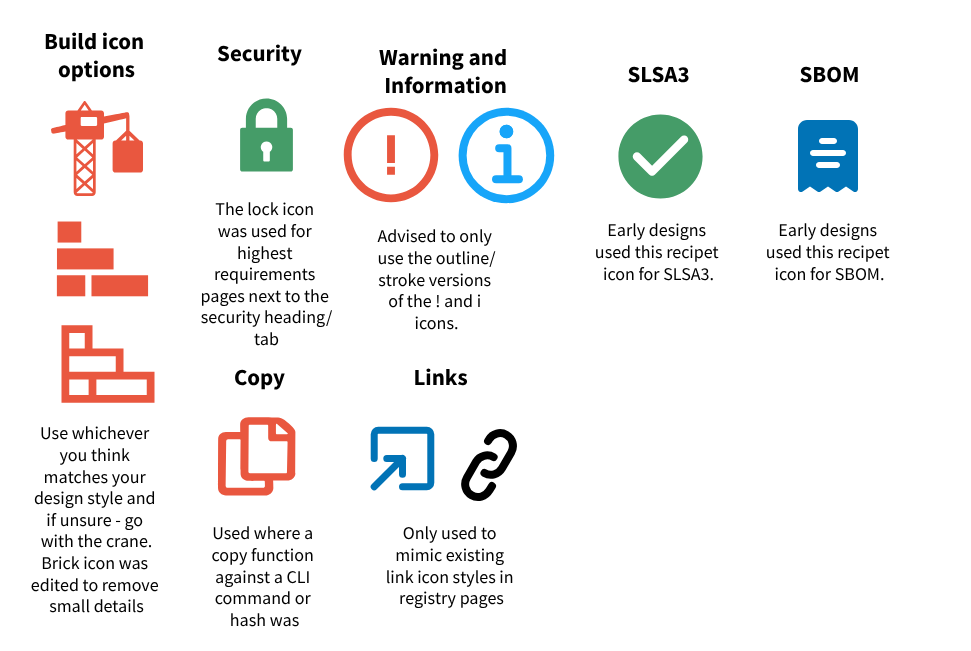 Build icon
options
Use whichever
you think
matches your
design style and
if unsure - go
with the crane.
Brick icon was
edited to remove
small details
Security
The lock icon
was used for
highest
requirements
pages next to the
security heading/
tab
Warning and
Information
Advised to only
use the outline/
stroke versions
of the ! and i
icons.
SLSA3
Early designs
used this recipet
icon for SLSA3.
SBOM
Early designs
used this recipet
icon for SBOM.
Copy
Used where a
copy function
against a CLI
command or
hash was
Links
Only used to
mimic existing
link icon styles in
registry pages